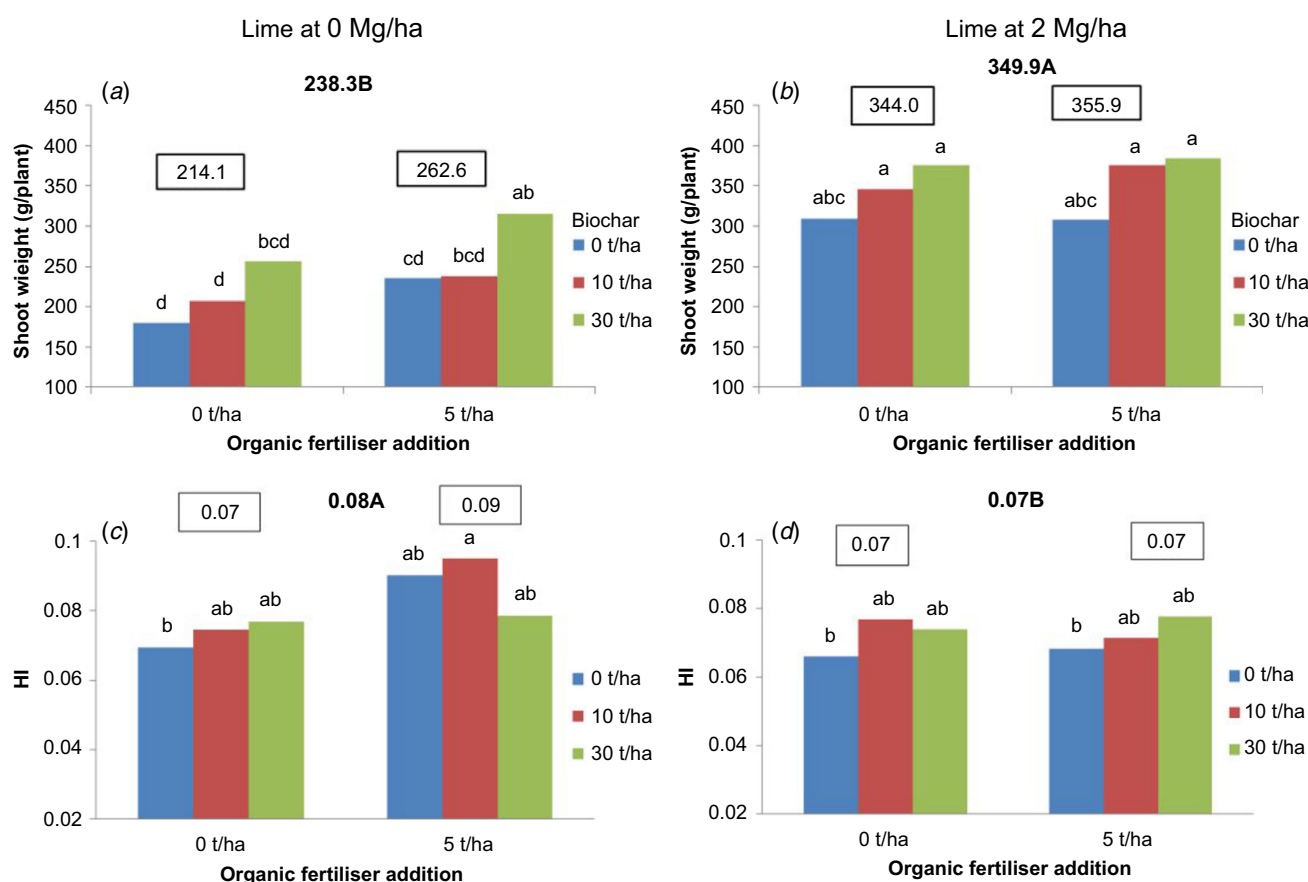 Lime at 0 Mg/ha
Lime at 2 Mg/ha
(a)
238.3B
450
400
350
300
250
200
150
100
Shoot wieight (g/plant)
214.1
262.6
d
d
bcd
cd
bcd
ab
Biochar
0 t/ha
10 t/ha
30 t/ha
0 t/ha
5 t/ha
Organic fertiliser addition
(b)
349.9A
450
400
350
300
250
200
150
100
Shoot weight (g/plant)
344.0
355.9
abc
a
a
abc
a
a
Biochar
0 t/ha
10 t/ha
30 t/ha
0 t/ha
5 t/ha
Organic fertiliser addition
(c)
0.08A
0.1
0.08
0.06
0.04
0.02
HI
0.07
0.09
b
ab
ab
ab
a
ab
0 t/ha
10 t/ha
30 t/ha
0 t/ha
5 t/ha
Organic fertiliser addition
(d)
0.07B
0.1
0.08
0.06
0.04
0.02
HI
0.07
0.07
b
ab
ab
b
ab
ab
0 t/ha
10 t/ha
30 t/ha
0 t/ha
5 t/ha
Organic fertiliser addition